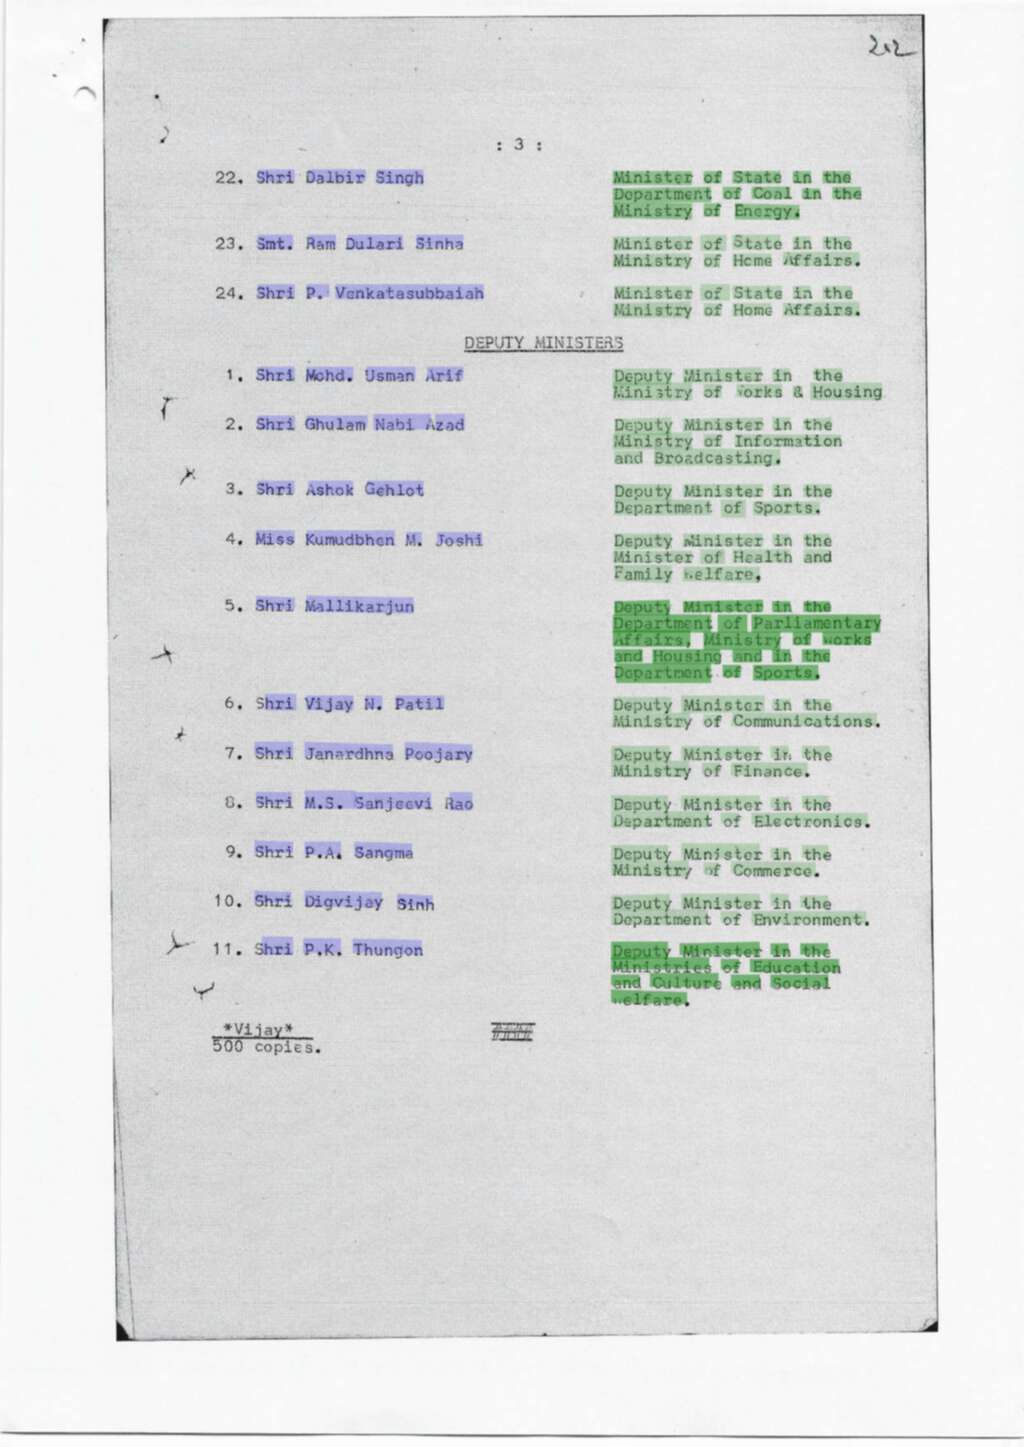 212
: 3 :
22. Shri Dalbir Singh Minister of State in the
Department of Coal in the
Ministry of Energy.
23. Smt. Ram Dulari Sinha Minister of State in the
Ministry of Home Affairs.
24. Shri P. Venkatasubbaiah Minister of State in the
Ministry of Home Affairs.
DEPUTY MINISTERS
1. Shri Mohd. Usman Arif Deputy Minister in the
Ministry of Works & Housing
2. Shri Ghulam Nabi Azad Deputy Minister in the
Ministry of Information
and Broadcasting.
3. Shri Ashok Gehlot Deputy Minister in the
Department of Sports.
4. Miss Kumudbhen M. Joshi Deputy Minister in the
Minister of Health and
Family Welfare.
5. Shri Mallikarjun Deputy Minister in the
Department of Parliamentary
Affairs, Ministry of Works
and Housing and in the
Department of Sports.
6. Shri Vijay N. Patil Deputy Minister in the
Ministry of Communications.
7. Shri Janardhna Poojary Deputy Minister in the
Ministry of Finance.
8. Shri M.S. Sanjeevi Rao Deputy Minister in the
Department of Electronics.
9. Shri P.A. Sangma Deputy Minister in the
Ministry of Commerce.
10. Shri Digvijay Sinh Deputy Minister in the
Department of Environment.
11. Shri P.K. Thungon Deputy Minister in the
Ministries of Education
and Culture and Social
Welfare.
*Vijay*
500 copies.